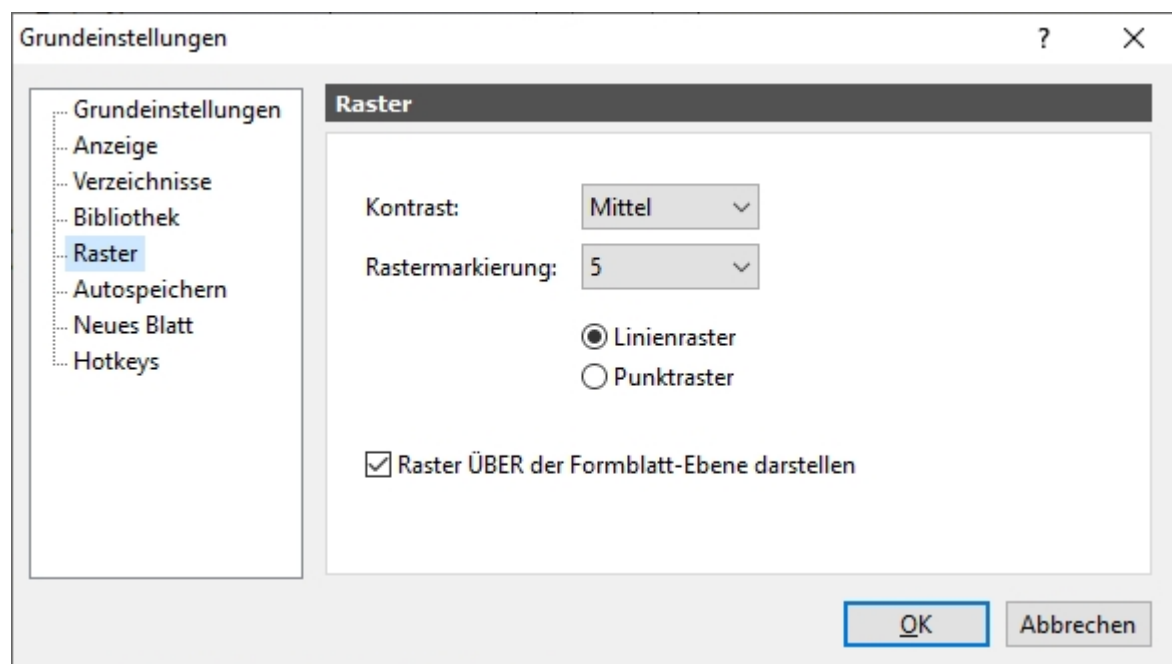 Grundeinstellungen
?
Grundeinstellungen
Anzeige
Verzeichnisse
Bibliothek
Raster
Autospeichern
Neues Blatt
Hotkeys
Raster
Kontrast: Mittel
Rastermarkierung: 5
Linienraster
Punktraster
Raster ÜBER der Formblatt-Ebene darstellen
OK Abbrechen